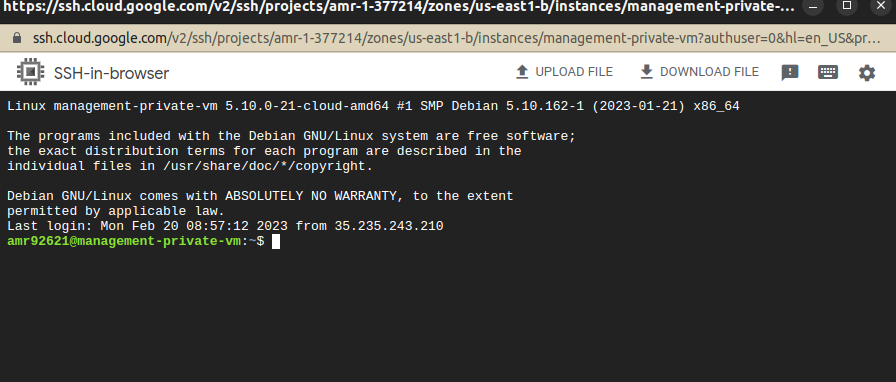 https://ssh.cloud.google.com/v2/ssh/projects/amr-1-377214/zones/us-east1-b/instances/management-private-...
ssh.cloud.google.com/v2/ssh/projects/amr-1-377214/zones/us-east1-b/instances/management-private-vm?authuser=0&hl=en_US&pr...
SSH-in-browser
UPLOAD FILE
DOWNLOAD FILE
Linux management-private-vm 5.10.0-21-cloud-amd64 #1 SMP Debian 5.10.162-1 (2023-01-21) x86_64
The programs included with the Debian GNU/Linux system are free software;
the exact distribution terms for each program are described in the
individual files in /usr/share/doc/*/copyright.
Debian GNU/Linux comes with ABSOLUTELY NO WARRANTY, to the extent
permitted by applicable law.
Last login: Mon Feb 20 08:57:12 2023 from 35.235.243.210
amr92621@management-private-vm:~$